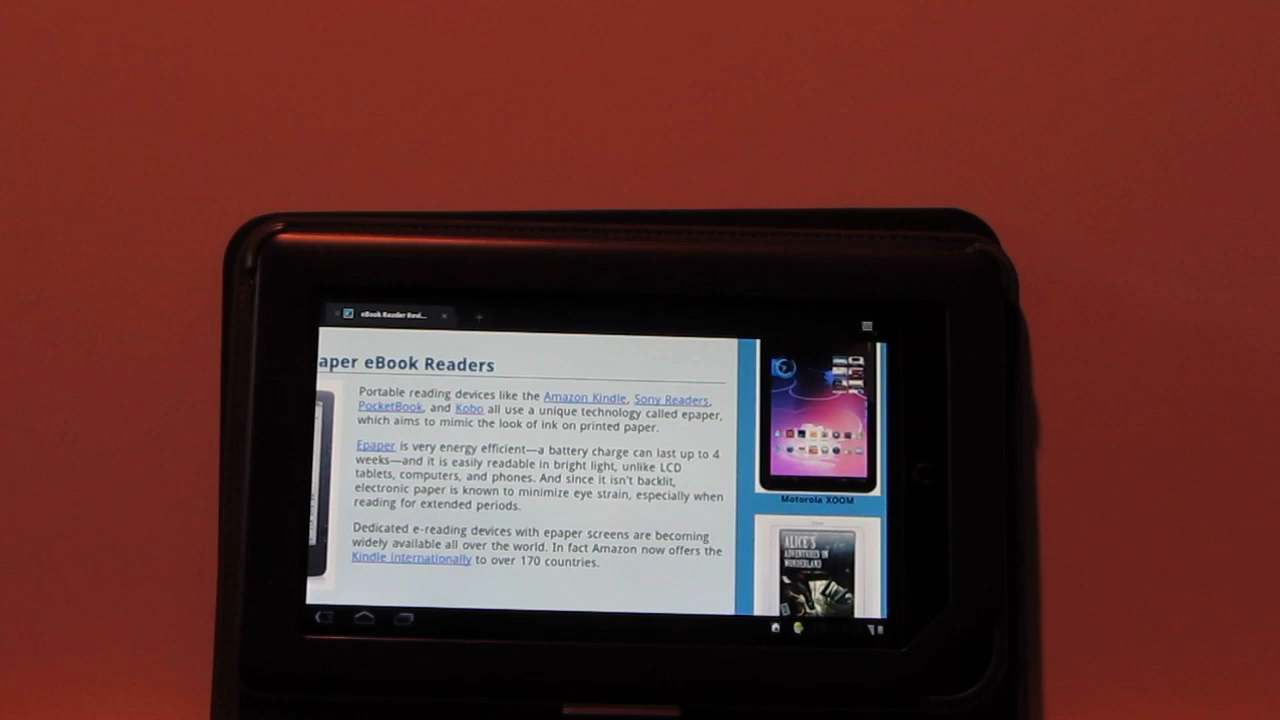 eBook Reader Revi...
aper eBook Readers
Portable reading devices like the Amazon Kindle, Sony Readers,
PocketBook, and Kobo all use a unique technology called epaper,
which aims to mimic the look of ink on printed paper.
Epaper is very energy efficient—a battery charge can last up to 4
weeks—and it is easily readable in bright light, unlike LCD
tablets, computers, and phones. And since it isn't backlit,
electronic paper is known to minimize eye strain, especially when
reading for extended periods.
Dedicated e-reading devices with epaper screens are becoming
widely available all over the world. In fact Amazon now offers the
Kindle internationally to over 170 countries.
Motorola XOOM
ALICE'S
ADVENTURES IN
WONDERLAND